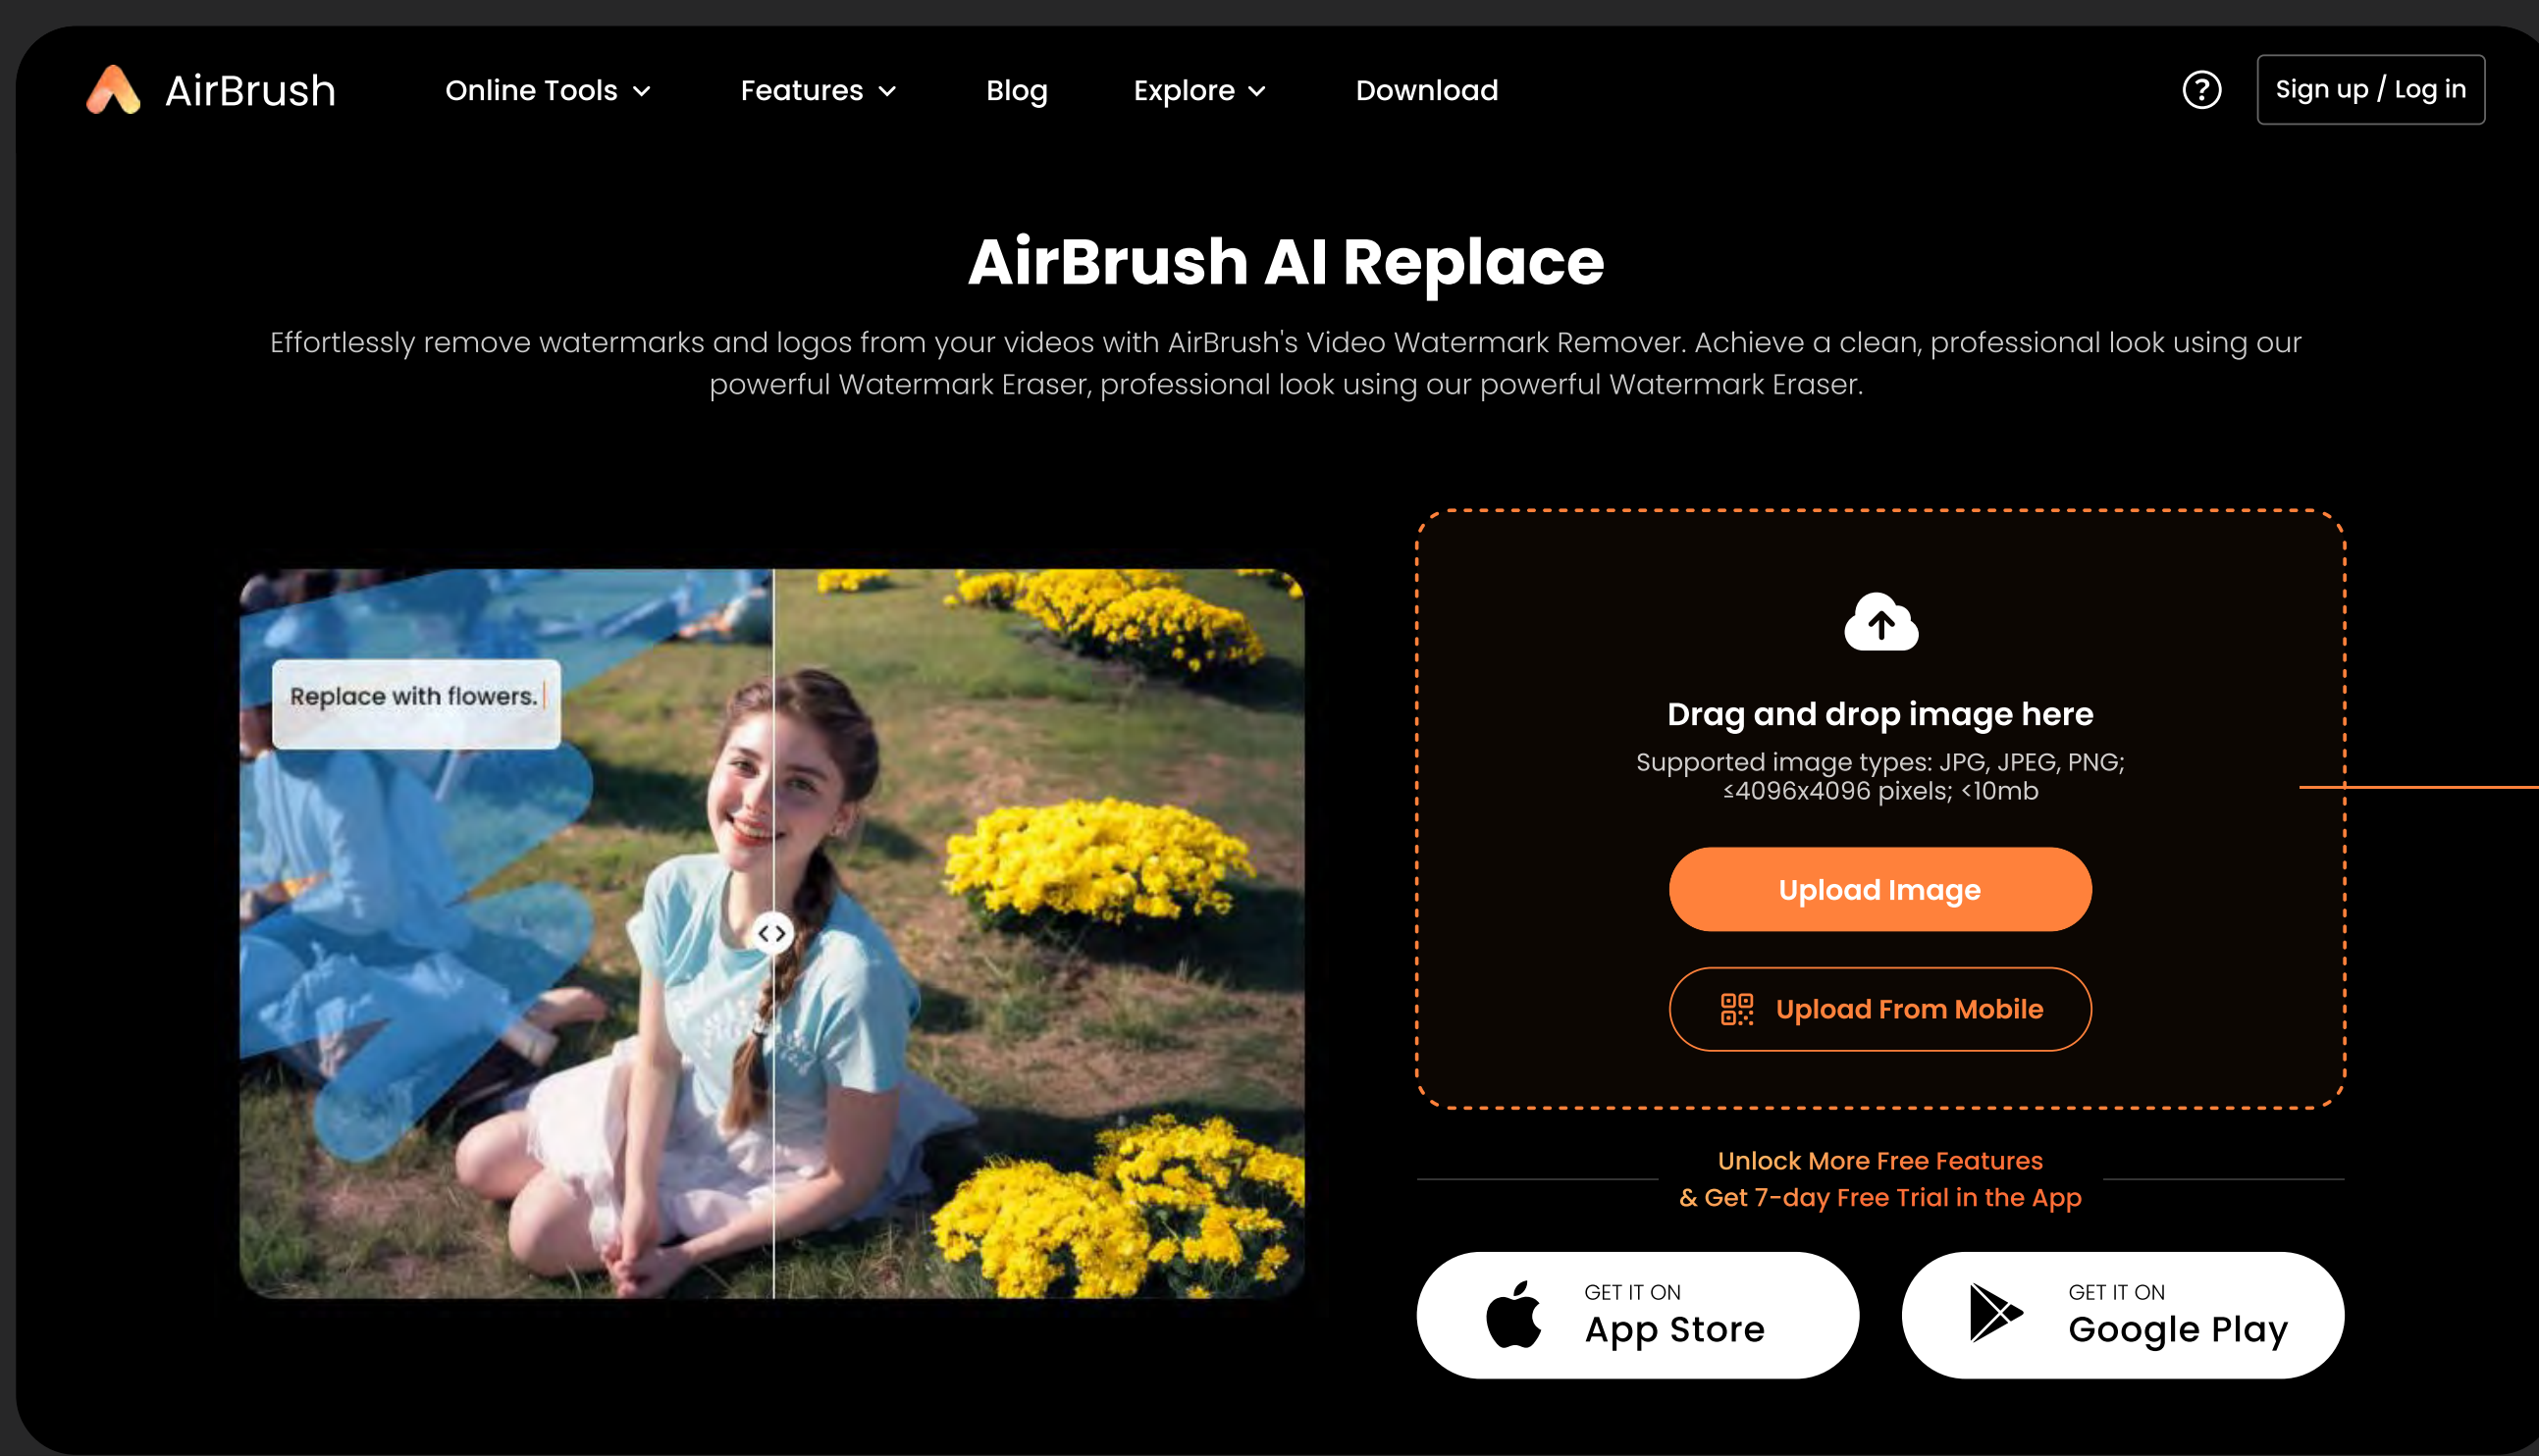 AirBrush
Online Tools
Features
Blog
Explore
Download
?
Sign up / Log in
AirBrush AI Replace
Effortlessly remove watermarks and logos from your videos with AirBrush's Video Watermark Remover. Achieve a clean, professional look using our
powerful Watermark Eraser, professional look using our powerful Watermark Eraser.
Replace with flowers.
Drag and drop image here
Supported image types: JPG, JPEG, PNG;
≤4096x4096 pixels; <10mb
Upload Image
Upload From Mobile
Unlock More Free Features
& Get 7-day Free Trial in the App
GET IT ON
App Store
GET IT ON
Google Play